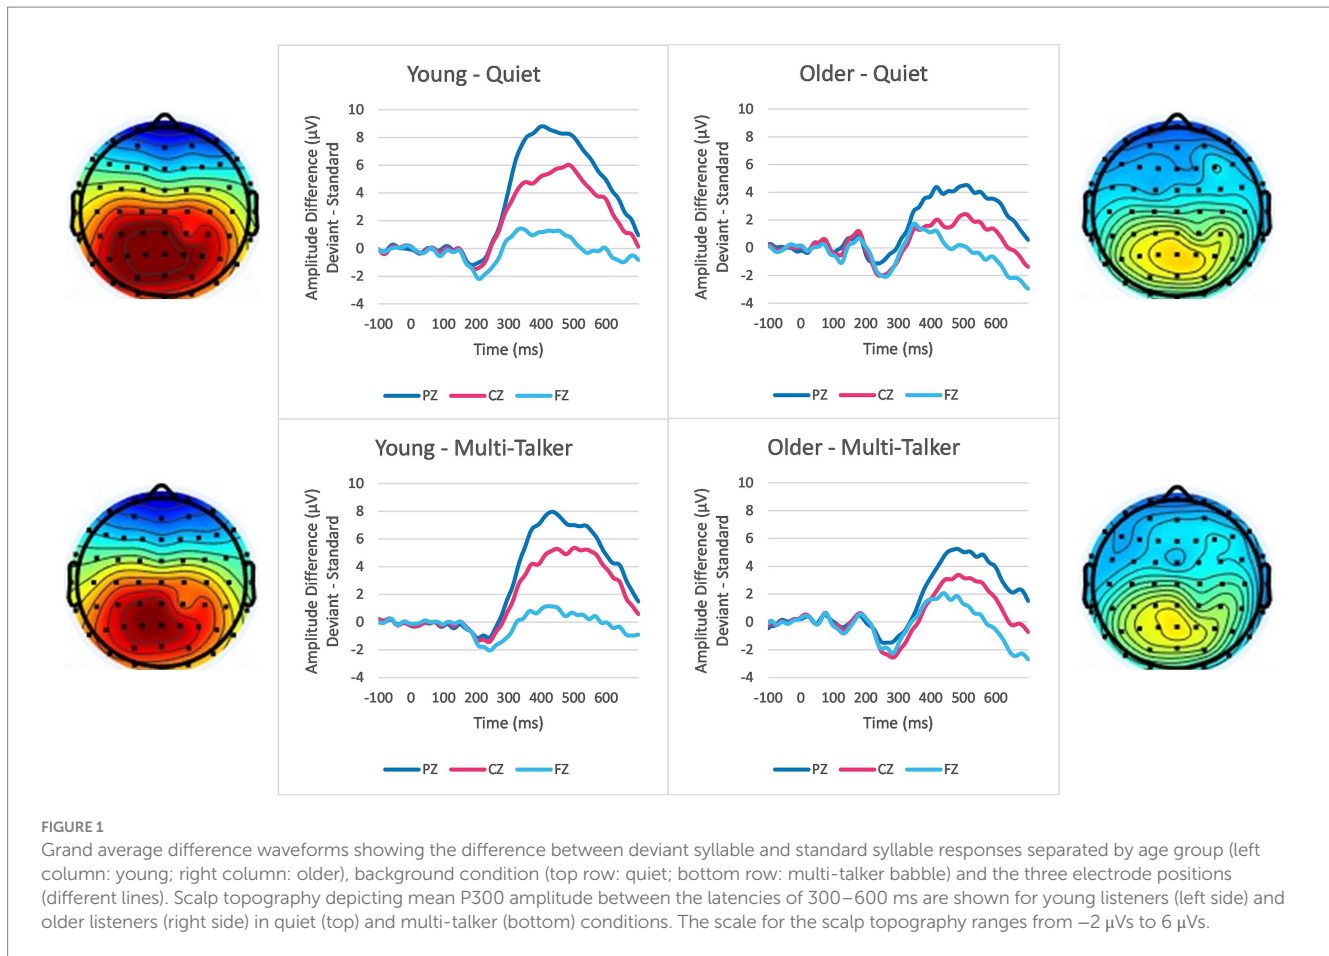 Young - Quiet
Amplitude Difference (µV)
Deviant - Standard
10
8
6
4
2
0
-2
-4
-100 0 100 200 300 400 500 600
Time (ms)
PZ CZ FZ
Older - Quiet
Amplitude Difference (µV)
Deviant - Standard
10
8
6
4
2
0
-2
-4
-100 0 100 200 300 400 500 600
Time (ms)
PZ CZ FZ
Young - Multi-Talker
Amplitude Difference (µV)
Deviant - Standard
10
8
6
4
2
0
-2
-4
-100 0 100 200 300 400 500 600
Time (ms)
PZ CZ FZ
Older - Multi-Talker
Amplitude Difference (µV)
Deviant - Standard
10
8
6
4
2
0
-2
-4
-100 0 100 200 300 400 500 600
Time (ms)
PZ CZ FZ
FIGURE 1
Grand average difference waveforms showing the difference between deviant syllable and standard syllable responses separated by age group (left
column: young; right column: older), background condition (top row: quiet; bottom row: multi-talker babble) and the three electrode positions
(different lines). Scalp topography depicting mean P300 amplitude between the latencies of 300–600 ms are shown for young listeners (left side) and
older listeners (right side) in quiet (top) and multi-talker (bottom) conditions. The scale for the scalp topography ranges from −2 µVs to 6 µVs.